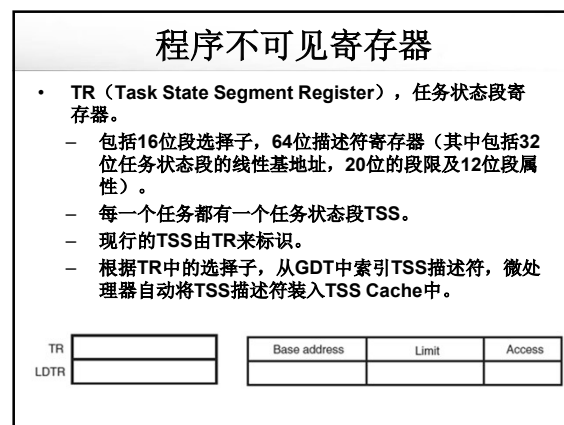 程序不可见寄存器
• TR（Task State Segment Register），任务状态段寄
存器。
– 包括16位段选择子，64位描述符寄存器（其中包括32
位任务状态段的线性基地址，20位的段限及12位段属
性）。
– 每一个任务都有一个任务状态段TSS。
– 现行的TSS由TR来标识。
– 根据TR中的选择子，从GDT中索引TSS描述符，微处
理器自动将TSS描述符装入TSS Cache中。
TR Base address Limit Access
LDTR